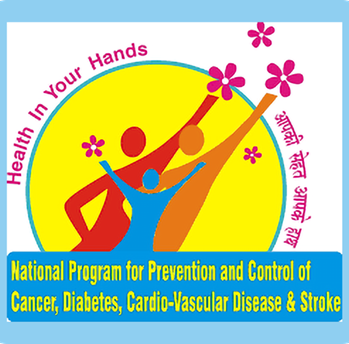 Health In Your Hands
आपकी सेहत आपके हाथ
National Program for Prevention and Control of
Cancer, Diabetes, Cardio-Vascular Disease & Stroke